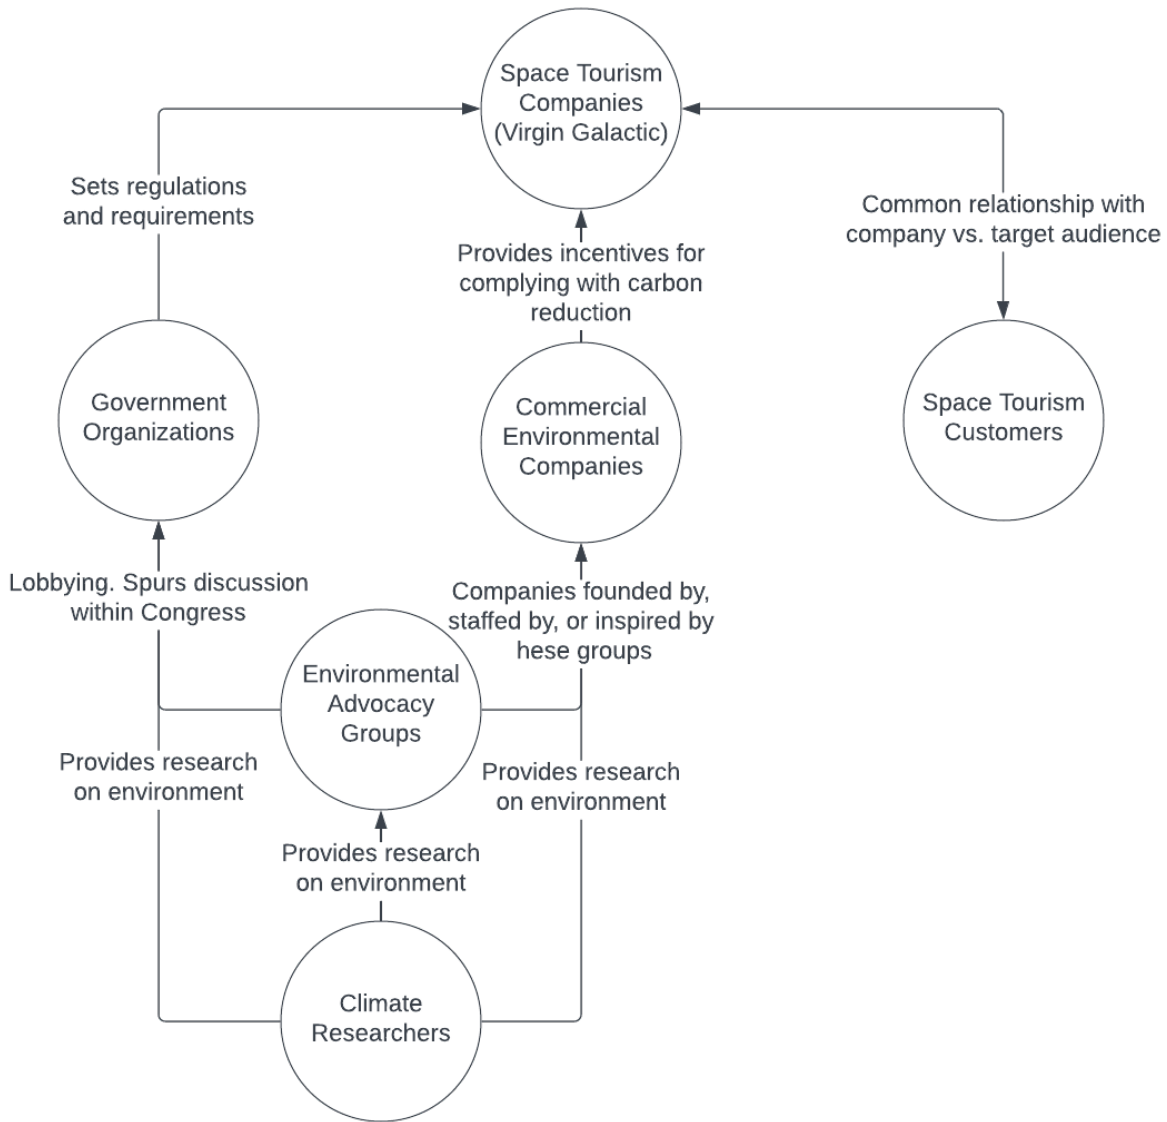 Space Tourism
Companies
(Virgin Galactic)
Sets regulations
and requirements
Common relationship with
company vs. target audience
Provides incentives for
complying with carbon
reduction
Government
Organizations
Commercial
Environmental
Companies
Space Tourism
Customers
Lobbying. Spurs discussion
within Congress
Companies founded by,
staffed by, or inspired by
hese groups
Environmental
Advocacy
Groups
Provides research
on environment
Provides research
on environment
Provides research
on environment
Climate
Researchers